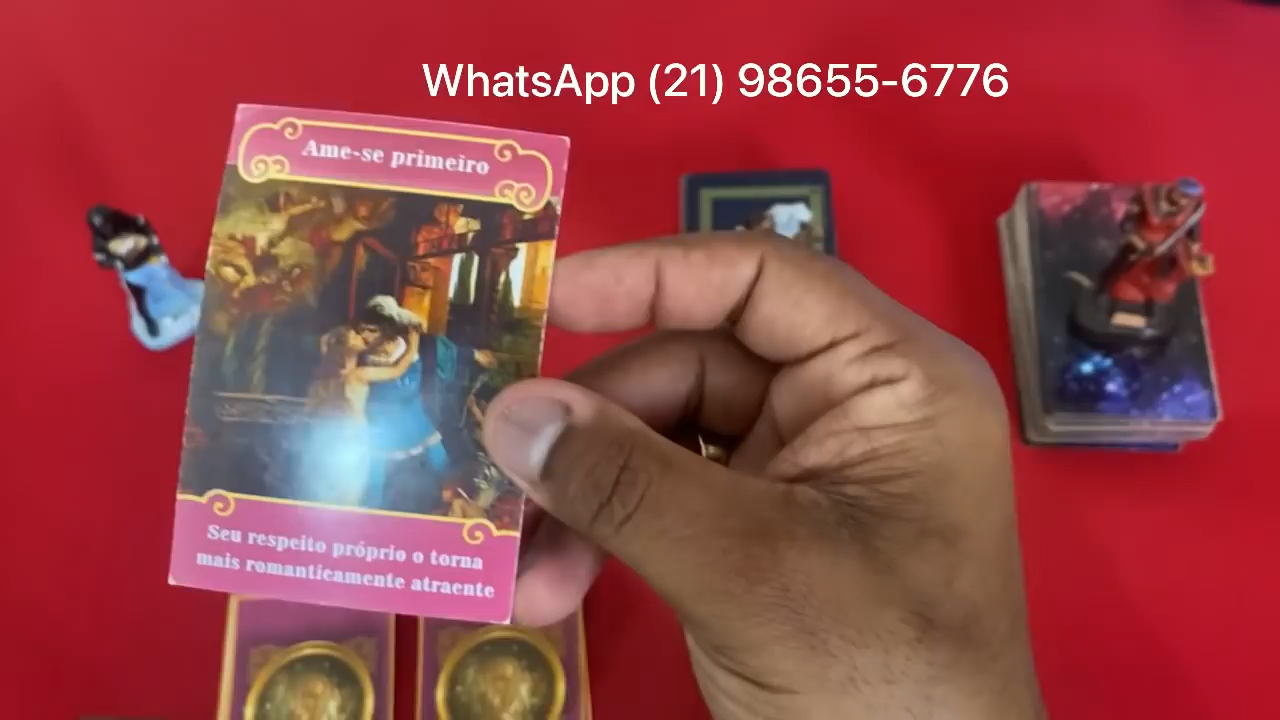 WhatsApp (21) 98655-6776
Ame-se primeiro
Seu respeito próprio o torna
mais romanticamente atraente